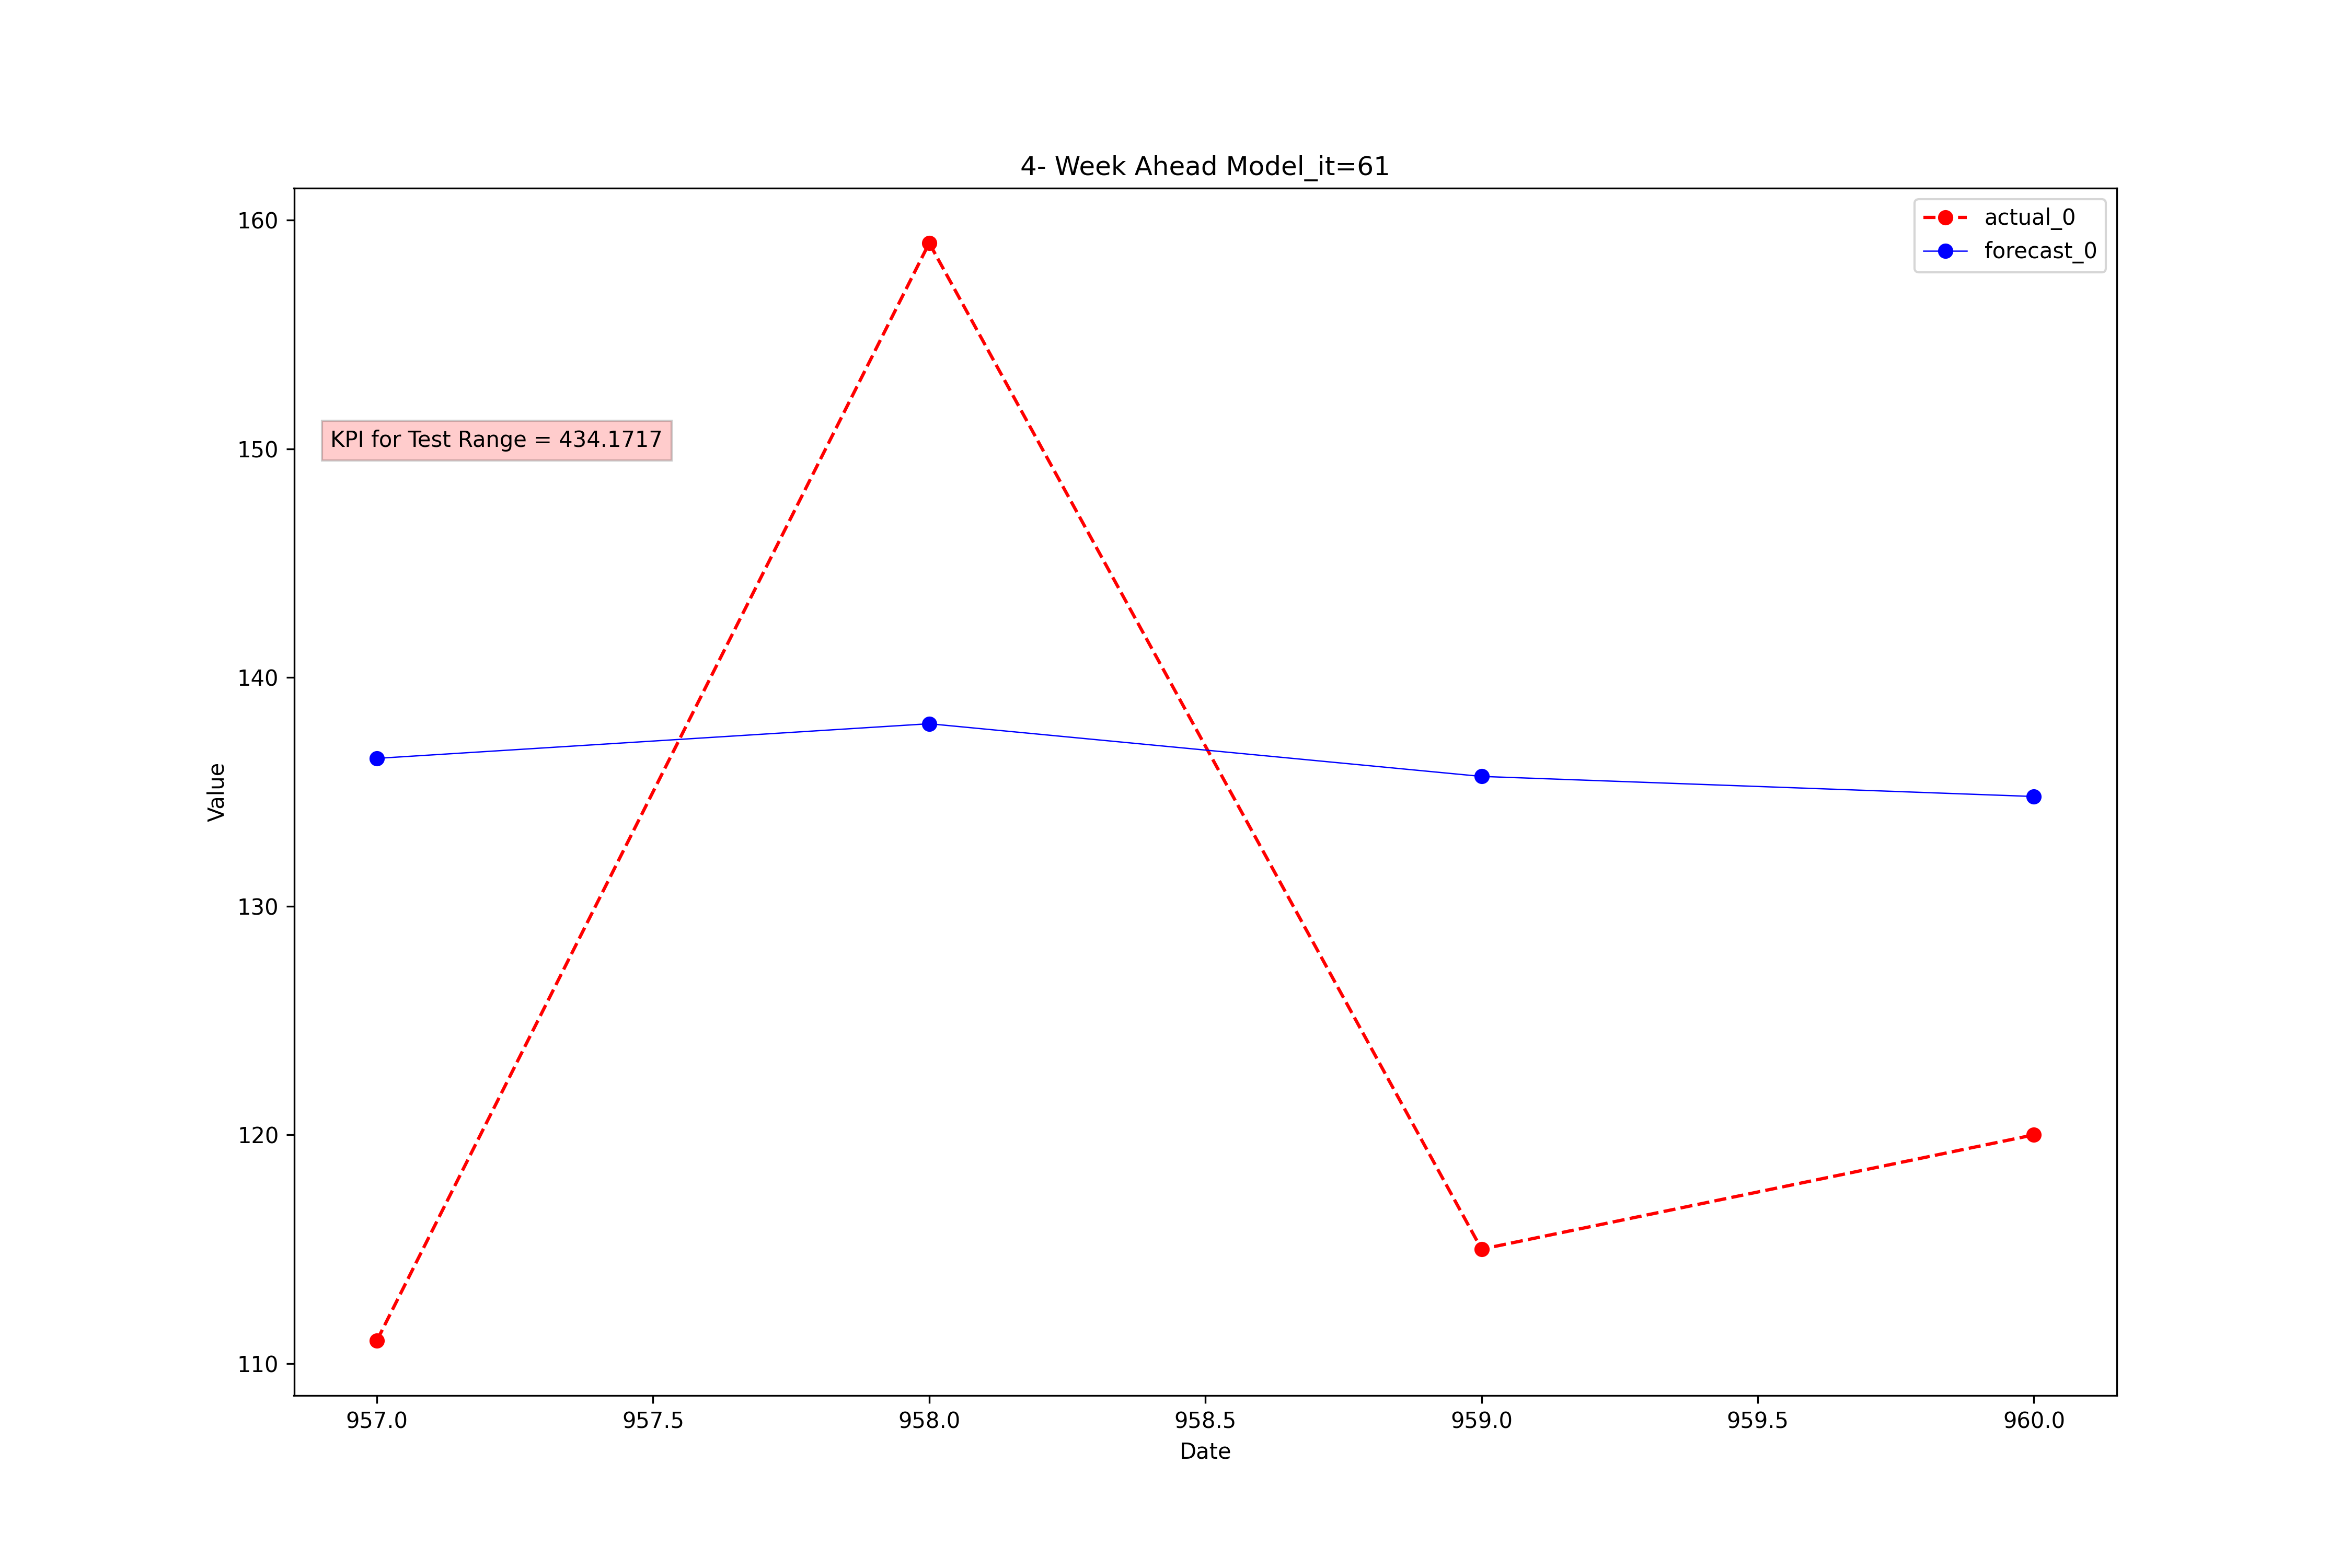 4- Week Ahead Model_it=61
actual_0
forecast_0
KPI for Test Range = 434.1717
Value
160
150
140
130
120
110
957.0 957.5 958.0 958.5 959.0 959.5 960.0
Date